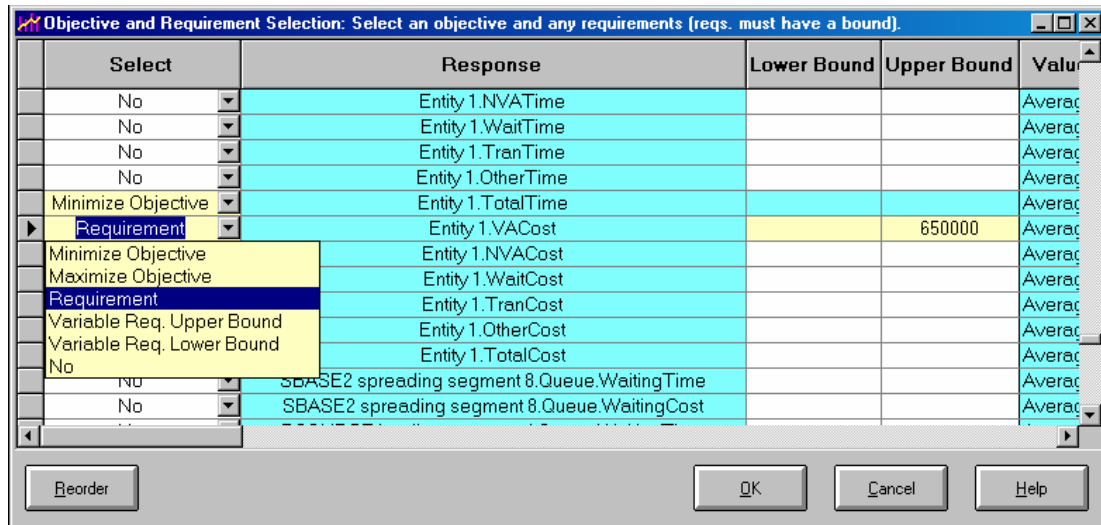 Objective and Requirement Selection: Select an objective and any requirements (reqs. must have a bound).
Select Response Lower Bound Upper Bound
No Entity 1.NVATime
No Entity 1.WaitTime
No Entity 1.TranTime
No Entity 1.OtherTime
Minimize Objective Entity 1.TotalTime
Requirement Entity 1.VACost 650000
Minimize Objective Entity 1.NVACost
Maximize Objective Entity 1.WaitCost
Requirement Entity 1.TranCost
Variable Req. Upper Bound Entity 1.OtherCost
Variable Req. Lower Bound Entity 1.TotalCost
No
No SBASE2 spreading segment 8.Queue.WaitingTime
No SBASE2 spreading segment 8.Queue.WaitingCost
Reorder OK Cancel Help